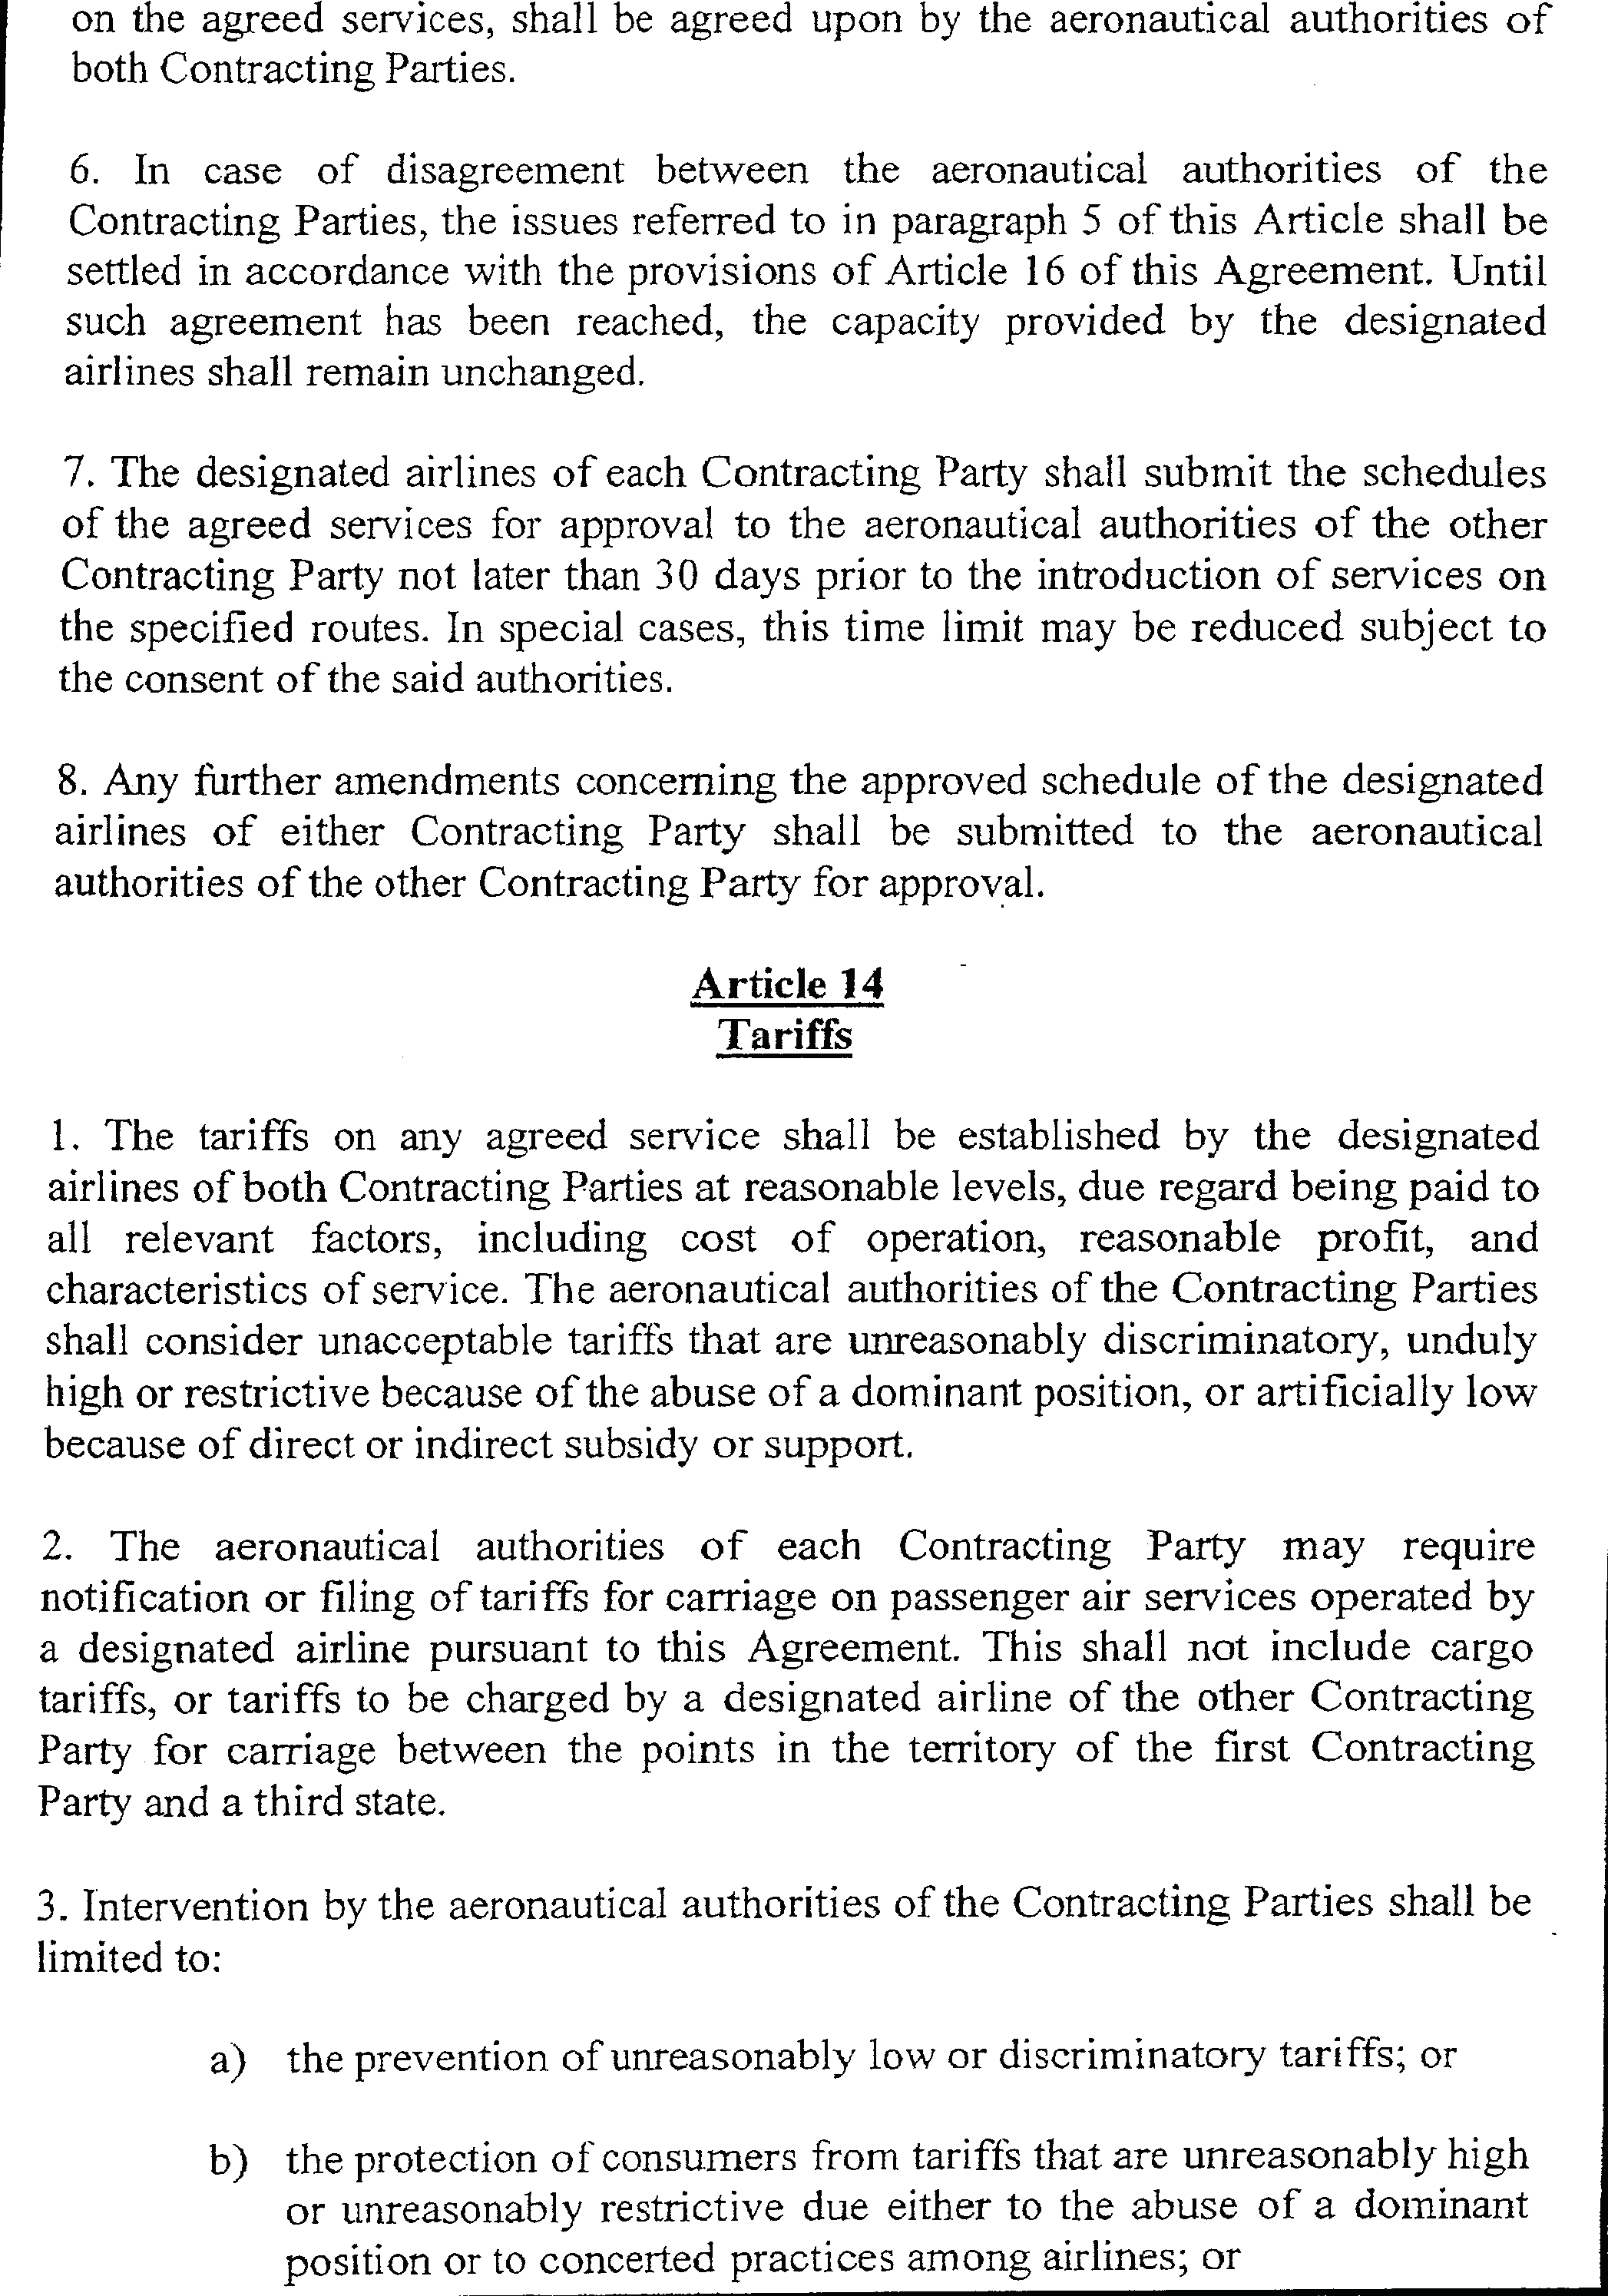 on the agreed services, shall be agreed upon by the aeronautical authorities of
both Contracting Parties.
6. In case of disagreement between the aeronautical authorities of the
Contracting Parties, the issues referred to in paragraph 5 of this Article shall be
settled in accordance with the provisions of Article 16 of this Agreement. Until
such agreement has been reached, the capacity provided by the designated
airlines shall remain unchanged.
7. The designated airlines of each Contracting Party shall submit the schedules
of the agreed services for approval to the aeronautical authorities of the other
Contracting Party not later than 30 days prior to the introduction of services on
the specified routes. In special cases, this time limit may be reduced subject to
the consent of the said authorities.
8. Any further amendments concerning the approved schedule of the designated
airlines of either Contracting Party shall be submitted to the aeronautical
authorities of the other Contracting Party for approval.
Article 14
Tariffs
1. The tariffs on any agreed service shall be established by the designated
airlines of both Contracting Parties at reasonable levels, due regard being paid to
all relevant factors, including cost of operation, reasonable profit, and
characteristics of service. The aeronautical authorities of the Contracting Parties
shall consider unacceptable tariffs that are unreasonably discriminatory, unduly
high or restrictive because of the abuse of a dominant position, or artificially low
because of direct or indirect subsidy or support.
2. The aeronautical authorities of each Contracting Party may require
notification or filing of tariffs for carriage on passenger air services operated by
a designated airline pursuant to this Agreement. This shall not include cargo
tariffs, or tariffs to be charged by a designated airline of the other Contracting
Party for carriage between the points in the territory of the first Contracting
Party and a third state.
3. Intervention by the aeronautical authorities of the Contracting Parties shall be
limited to:
a) the prevention of unreasonably low or discriminatory tariffs; or
b) the protection of consumers from tariffs that are unreasonably high
or unreasonably restrictive due either to the abuse of a dominant
position or to concerted practices among airlines; or